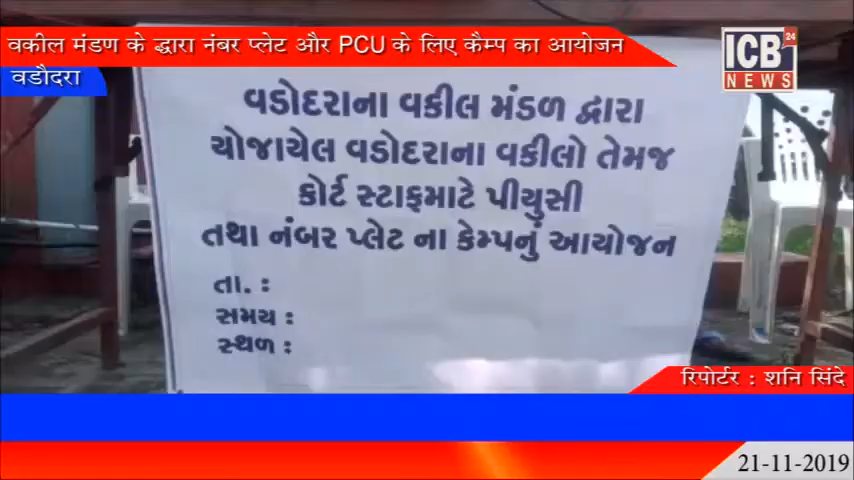 वकील मंडण के द्धारा नंबर प्लेट और PCU के लिए कैम्प का आयोजन
वडौदरा
ICB 24
NEWS
વડોદરાના વકીલ મંડળ દ્વારા
યોજાયેલ વડોદરાના વકીલો તેમજ
કોર્ટ સ્ટાફમાટે પીયુસી
તથા નંબર પ્લેટ ના કેમ્પનું આયોજન
તા. :
સમય :
સ્થળ :
रिपोर्टर : शनि सिंदे
21-11-2019